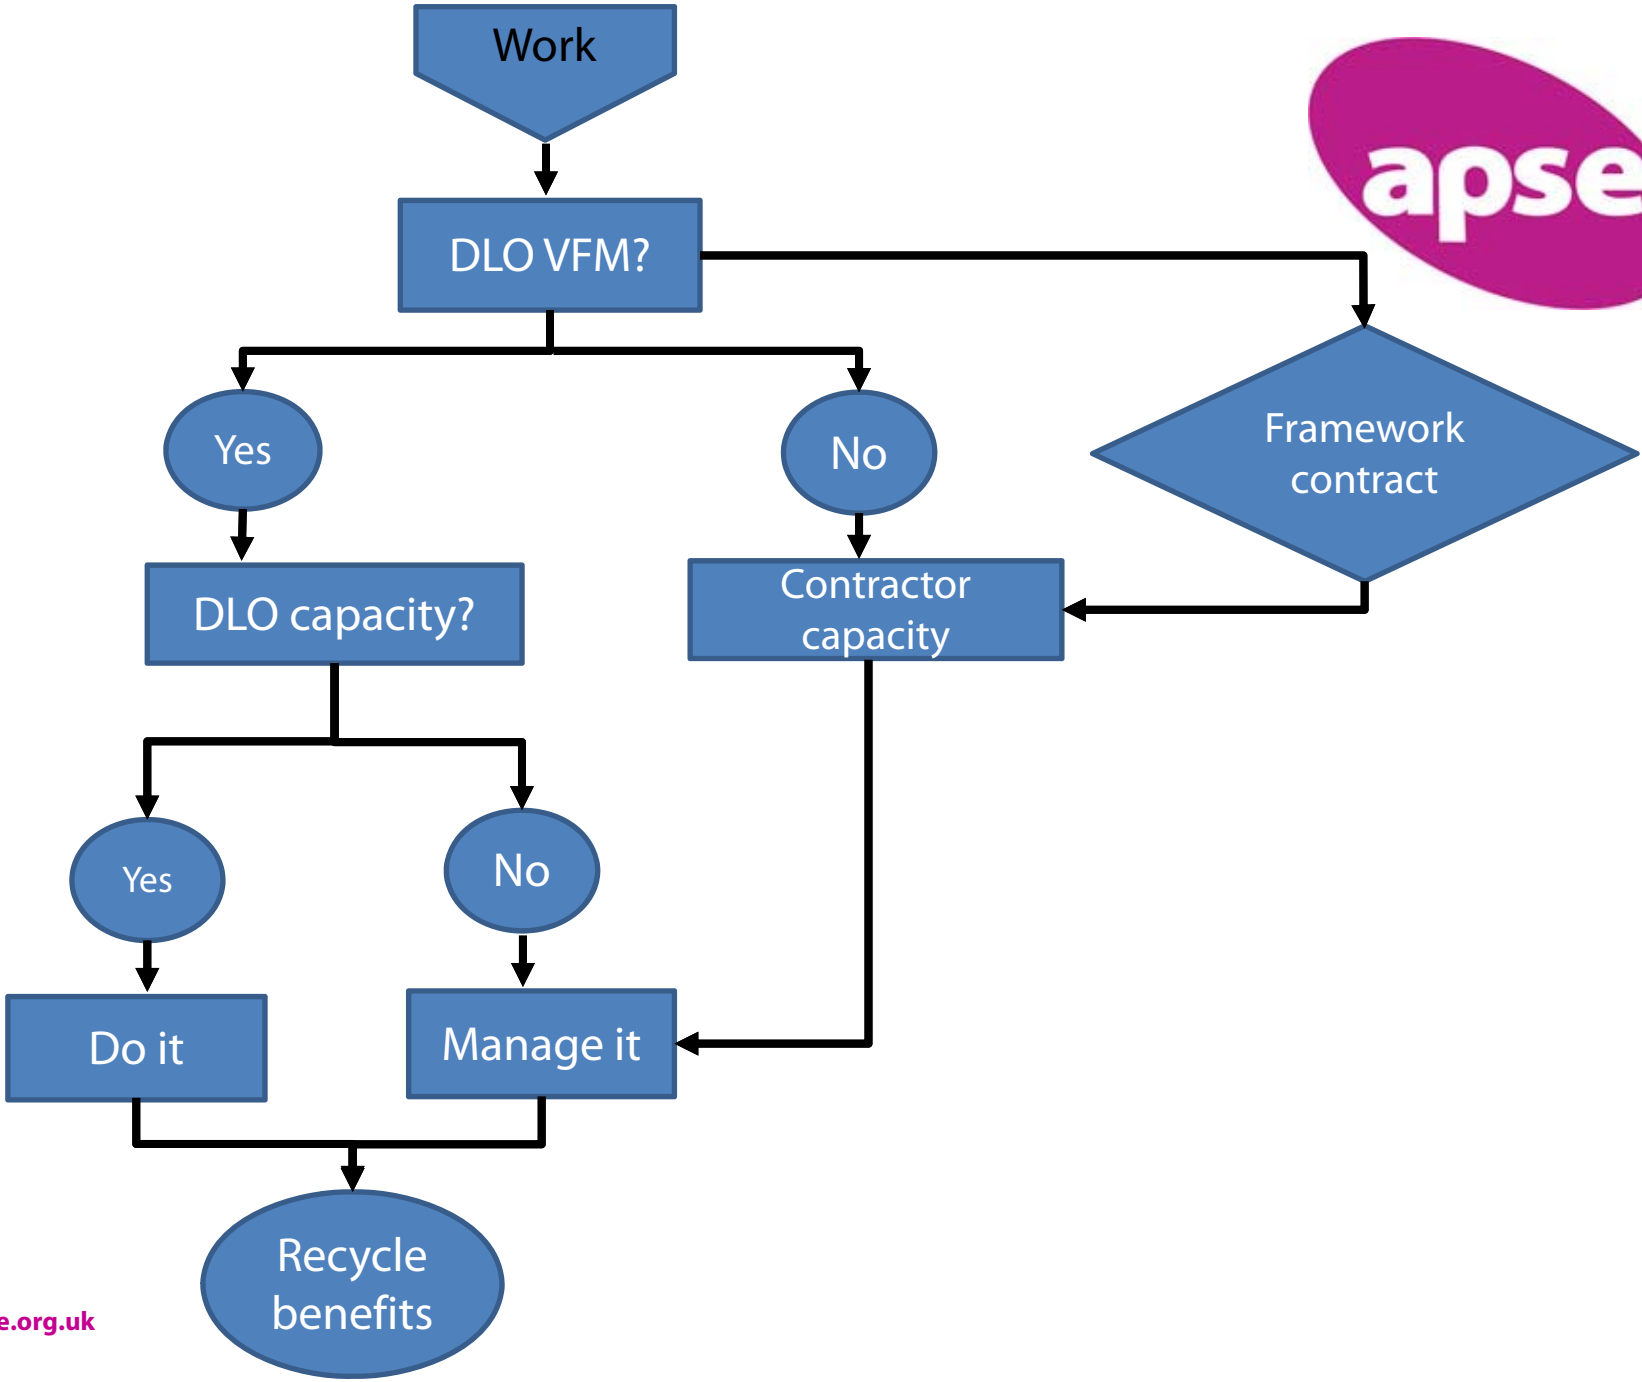 Work
apse
DLO VFM?
Yes
No
Framework
contract
DLO capacity?
Contractor
capacity
Yes
No
Do it
Manage it
Recycle
benefits
e.org.uk